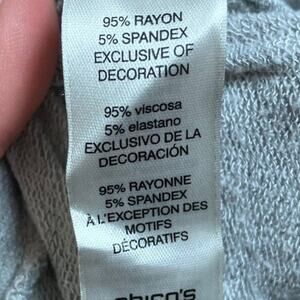 95% RAYON
5% SPANDEX
EXCLUSIVE OF
DECORATION
95% viscosa
5% elastano
EXCLUSIVO DE LA
DECORACIÓN
95% RAYONNE
5% SPANDEX
À L'EXCEPTION DES
MOTIFS
DÉCORATIFS
chico's